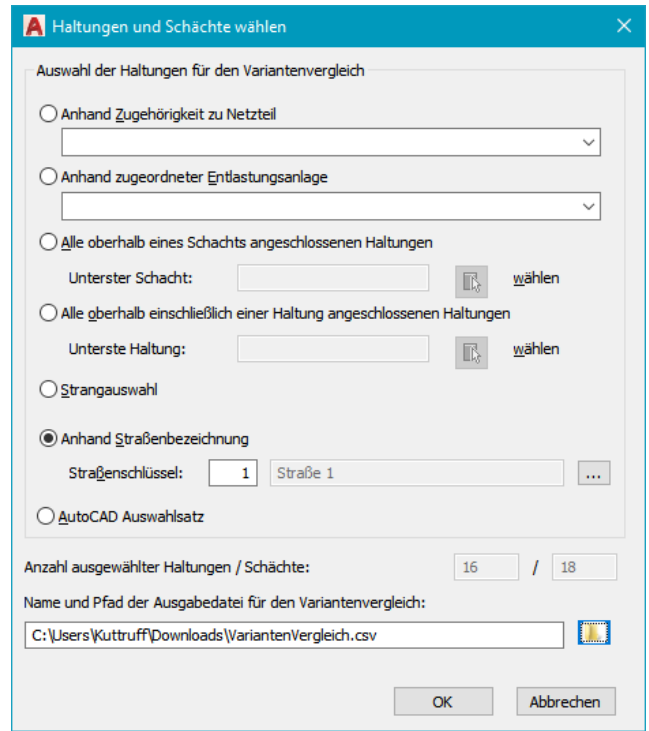 A Haltungen und Schächte wählen
Auswahl der Haltungen für den Variantenvergleich
Anhand Zugehörigkeit zu Netzteil
Anhand zugeordneter Entlastungsanlage
Alle oberhalb eines Schachts angeschlossenen Haltungen
Unterster Schacht: wählen
Alle oberhalb einschließlich einer Haltung angeschlossenen Haltungen
Unterste Haltung: wählen
Strangauswahl
Anhand Straßenbezeichnung
Straßenschlüssel: 1 Straße 1 ...
AutoCAD Auswahlsatz
Anzahl ausgewählter Haltungen / Schächte: 16 / 18
Name und Pfad der Ausgabedatei für den Variantenvergleich:
C:\Users\Kuttruff\Downloads\VariantenVergleich.csv
OK Abbrechen